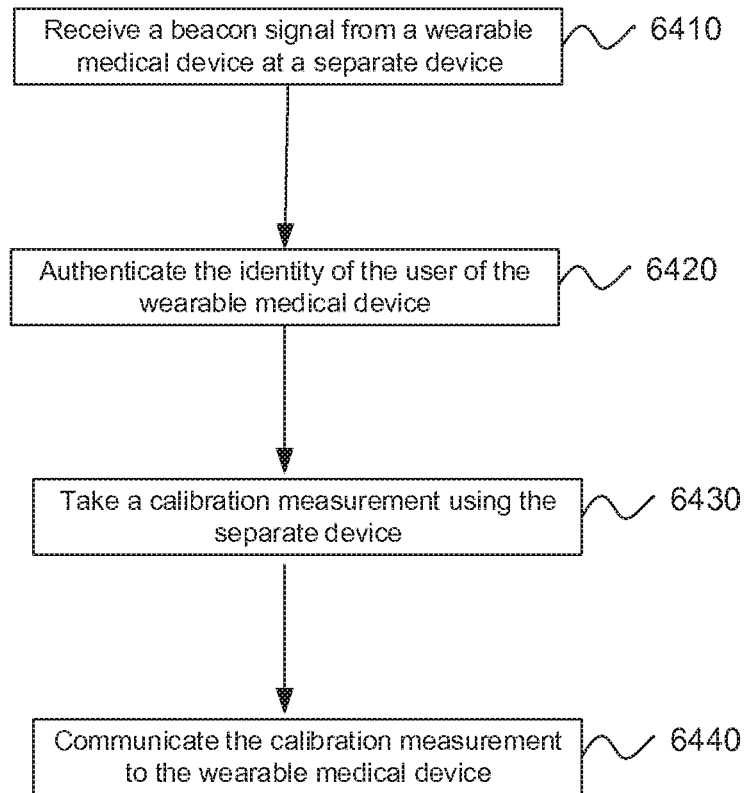 Receive a beacon signal from a wearable
medical device at a separate device
6410
Authenticate the identity of the user of the
wearable medical device
6420
Take a calibration measurement using the
separate device
6430
Communicate the calibration measurement
to the wearable medical device
6440